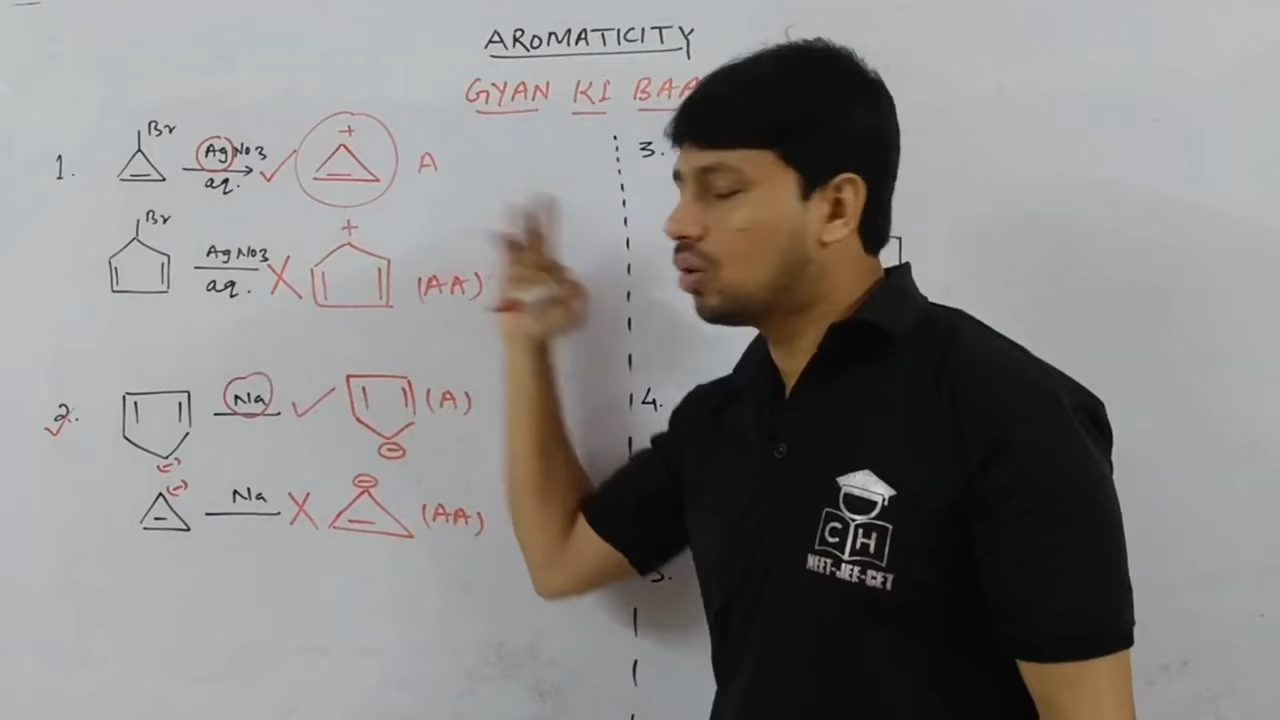 AROMATICITY
GYAN KI BAA
1.
Br
AgNO3
aq.
+
A
Br
AgNO3
aq.
+
(AA)
2.
Na
(A)
(-)
(-)
Na
(AA)
3.
4.
5.
CH
NEET-JEE-CET